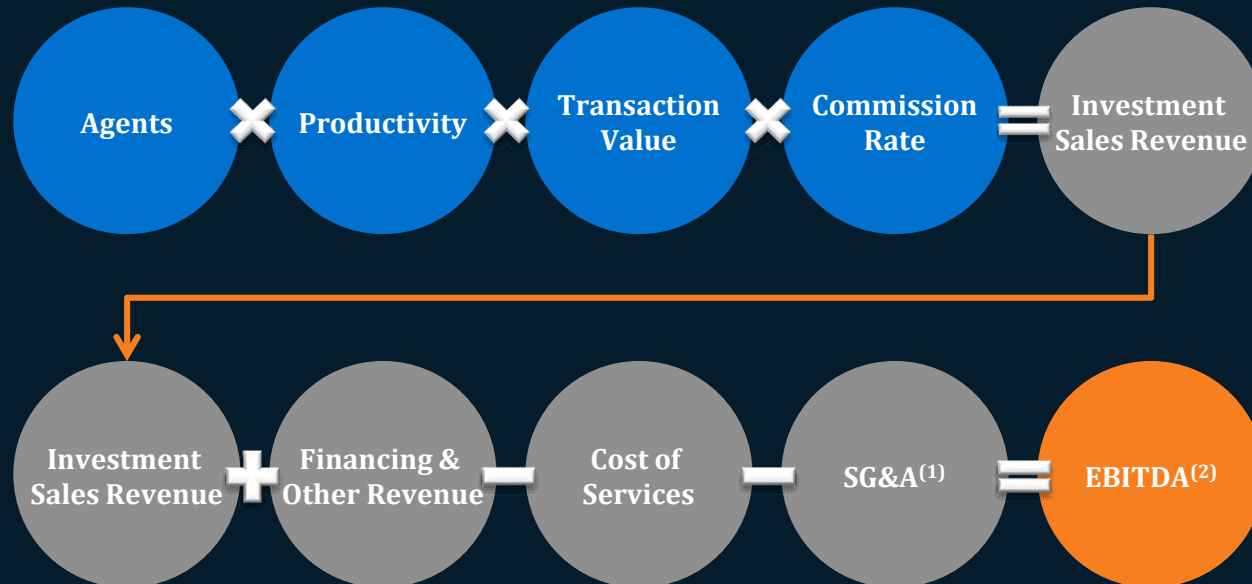 Agents
Productivity
Transaction
Value
Commission
Rate
Investment
Sales Revenue
Investment
Sales Revenue
Financing &
Other Revenue
Cost of
Services
SG&A(1)
EBITDA(2)